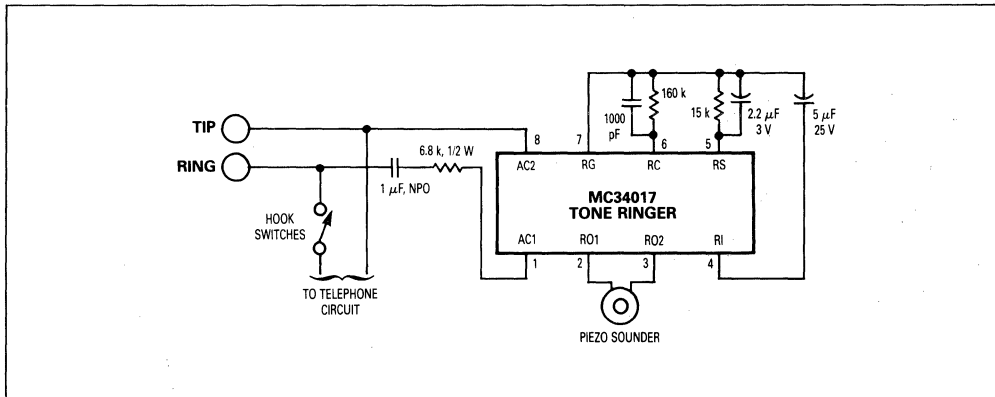 TIP
RING
HOOK
SWITCHES
TO TELEPHONE
CIRCUIT
1 μF, NPO
6.8 k, 1/2 W
8
7
1000
pF
160 k
6
15 k
5
2.2 μF
3 V
5 μF
25 V
AC2
RG
RC
RS
MC34017
TONE RINGER
AC1
RO1
RO2
RI
1
2
3
4
PIEZO SOUNDER